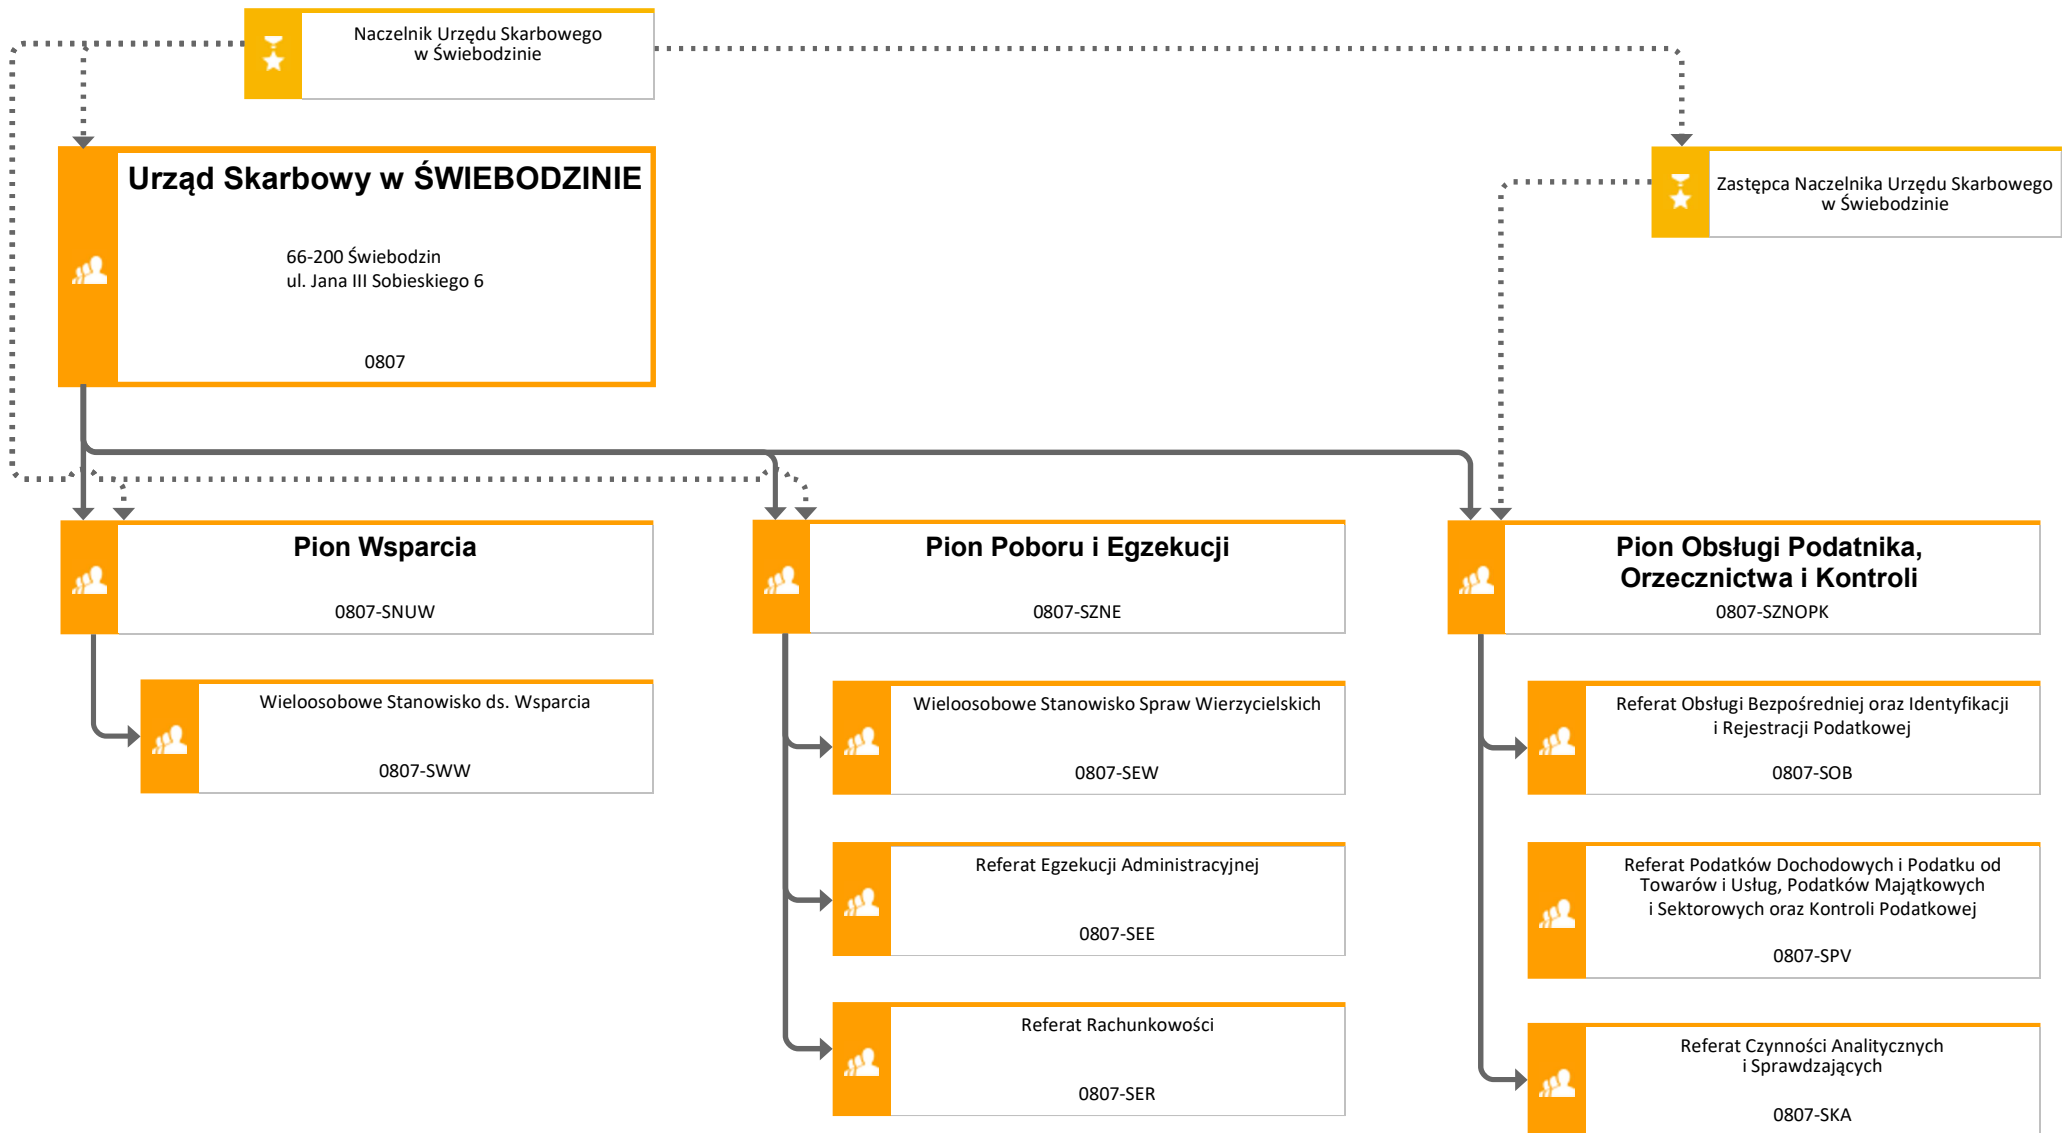 Naczelnik Urzędu Skarbowego
w Świebodzinie
Urząd Skarbowy w ŚWIEBODZINIE
66-200 Świebodzin
ul. Jana III Sobieskiego 6
0807
Zastępca Naczelnika Urzędu Skarbowego
w Świebodzinie
Pion Wsparcia
0807-SNUW
Wieloosobowe Stanowisko ds. Wsparcia
0807-SWW
Pion Poboru i Egzekucji
0807-SZNE
Wieloosobowe Stanowisko Spraw Wierzycielskich
0807-SEW
Referat Egzekucji Administracyjnej
0807-SEE
Referat Rachunkowości
0807-SER
Pion Obsługi Podatnika,
Orzecznictwa i Kontroli
0807-SZNOPK
Referat Obsługi Bezpośredniej oraz Identyfikacji
i Rejestracji Podatkowej
0807-SOB
Referat Podatków Dochodowych i Podatku od
Towarów i Usług, Podatków Majątkowych
i Sektorowych oraz Kontroli Podatkowej
0807-SPV
Referat Czynności Analitycznych
i Sprawdzających
0807-SKA